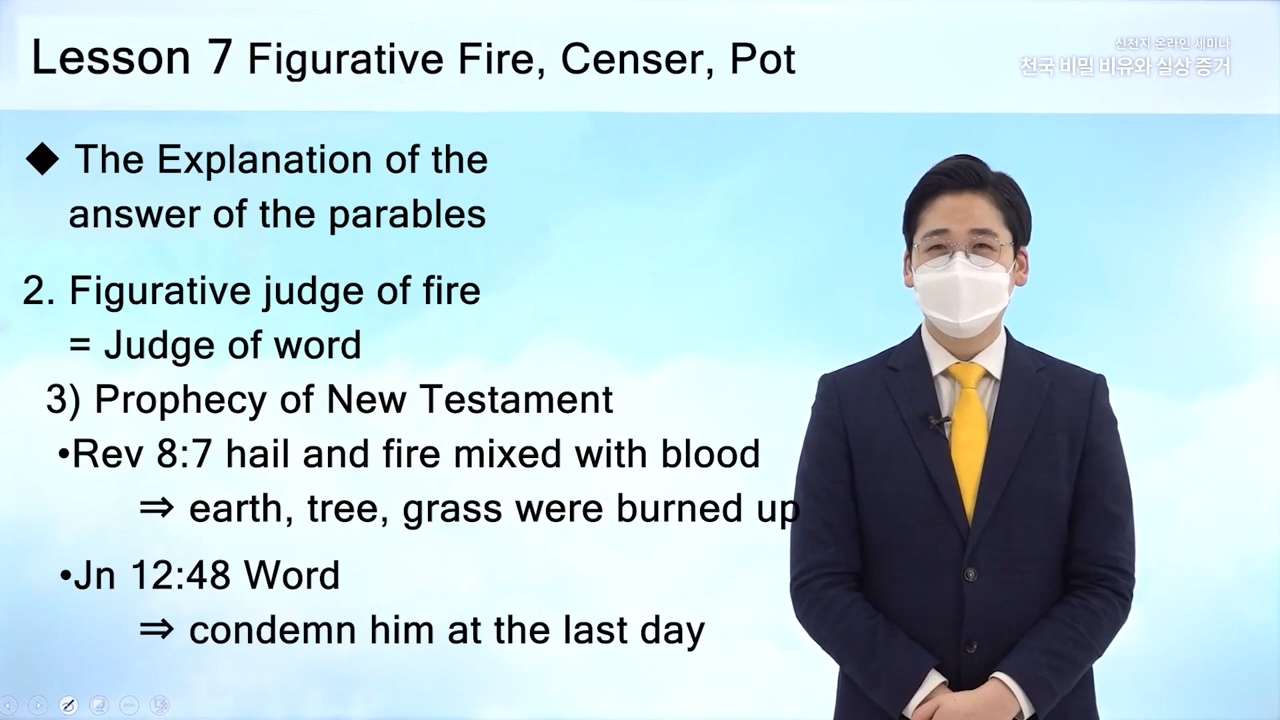 Lesson 7 Figurative Fire, Censer, Pot
신천지 온라인 세미나
천국 비밀 비유와 실상 증거
◆ The Explanation of the
answer of the parables
2. Figurative judge of fire
= Judge of word
3) Prophecy of New Testament
•Rev 8:7 hail and fire mixed with blood
⇒ earth, tree, grass were burned up
•Jn 12:48 Word
⇒ condemn him at the last day